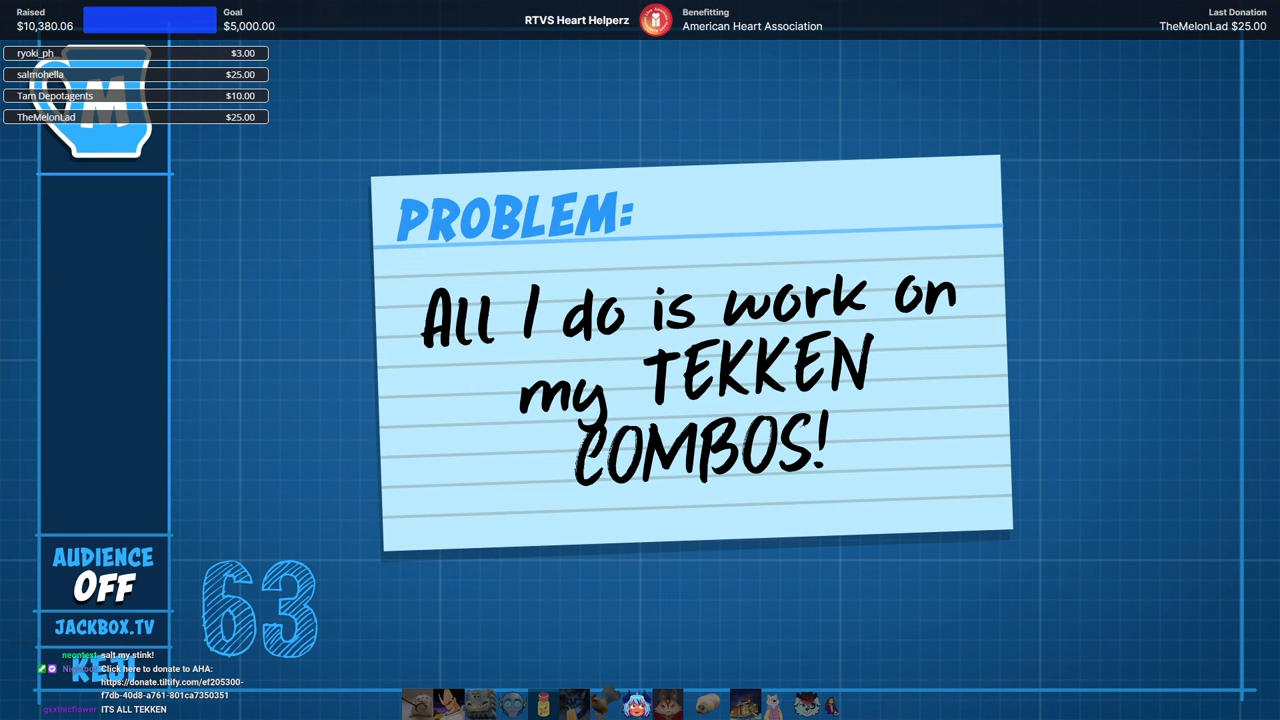 Raised
$10,380.06
Goal
$5,000.00
RTVS Heart Helperz
Benefitting
American Heart Association
Last Donation
TheMelonLad $25.00
ryoki_ph $3.00
salmohella $25.00
Tam Depotagents $10.00
TheMelonLad $25.00
M
PROBLEM:
All I do is work on
my TEKKEN
COMBOS!
AUDIENCE
OFF
JACKBOX.TV
KEJI
63
neontext salt my stink!
Click here to donate to AHA:
https://donate.tiltify.com/ef205300-
f7db-40d8-a761-801ca7350351
gxxthicflower ITS ALL TEKKEN